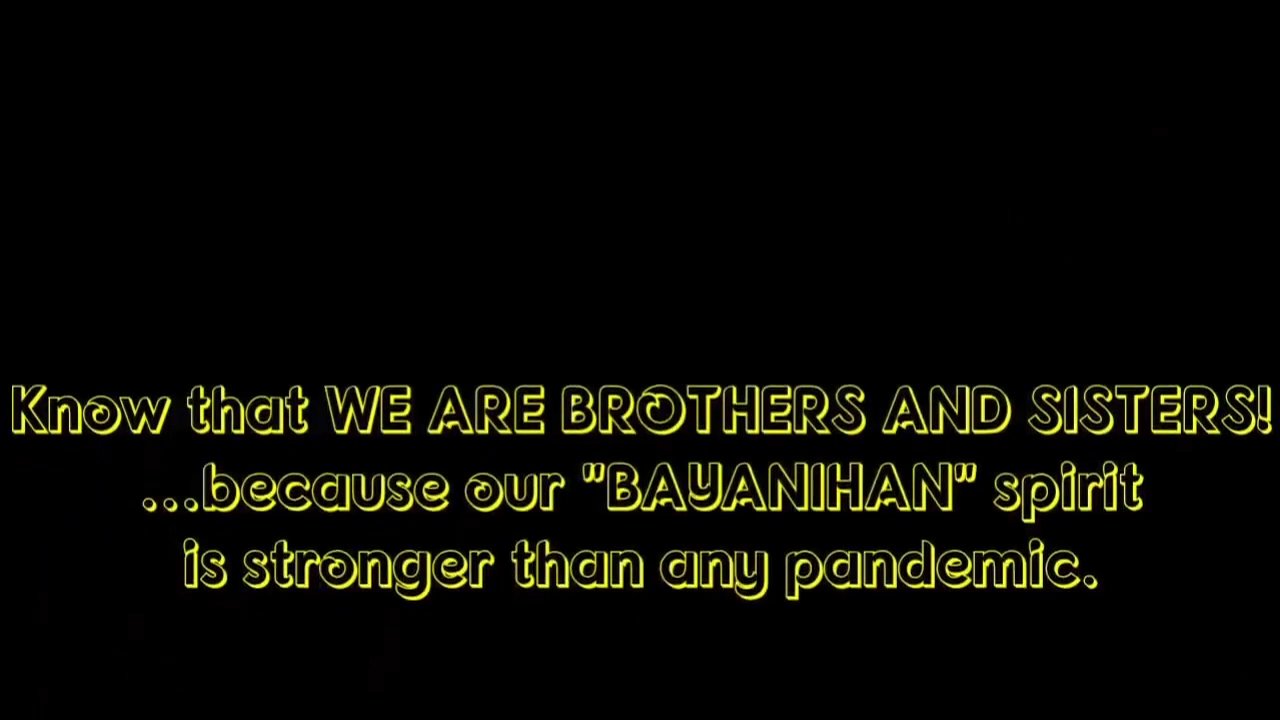 Know that WE ARE BROTHERS AND SISTERS!
...because our "BAYANIHAN" spirit
is stronger than any pandemic.